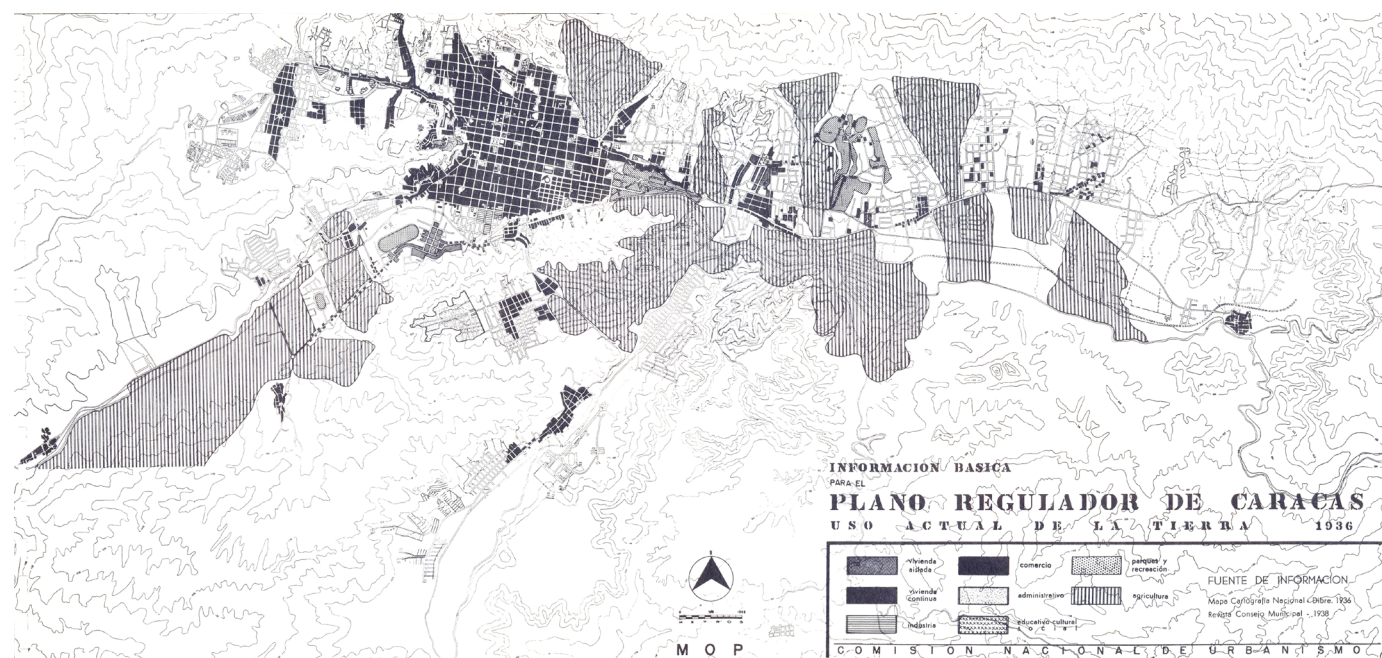 INFORMACION BASICA
PARA EL
PLANO REGULADOR DE CARACAS
USO ACTUAL DE LA TIERRA 1936
vivienda aislada
comercio
parques y recreación
vivienda continua
administrativo
agricultura
industria
educativo cultural social
FUENTE DE INFORMACION
Mapa Cartografia Nacional - Dibre. 1936
Revista Consejo Municipal - 1938
METROS
M O P
COMISION NACIONAL DE URBANISMO